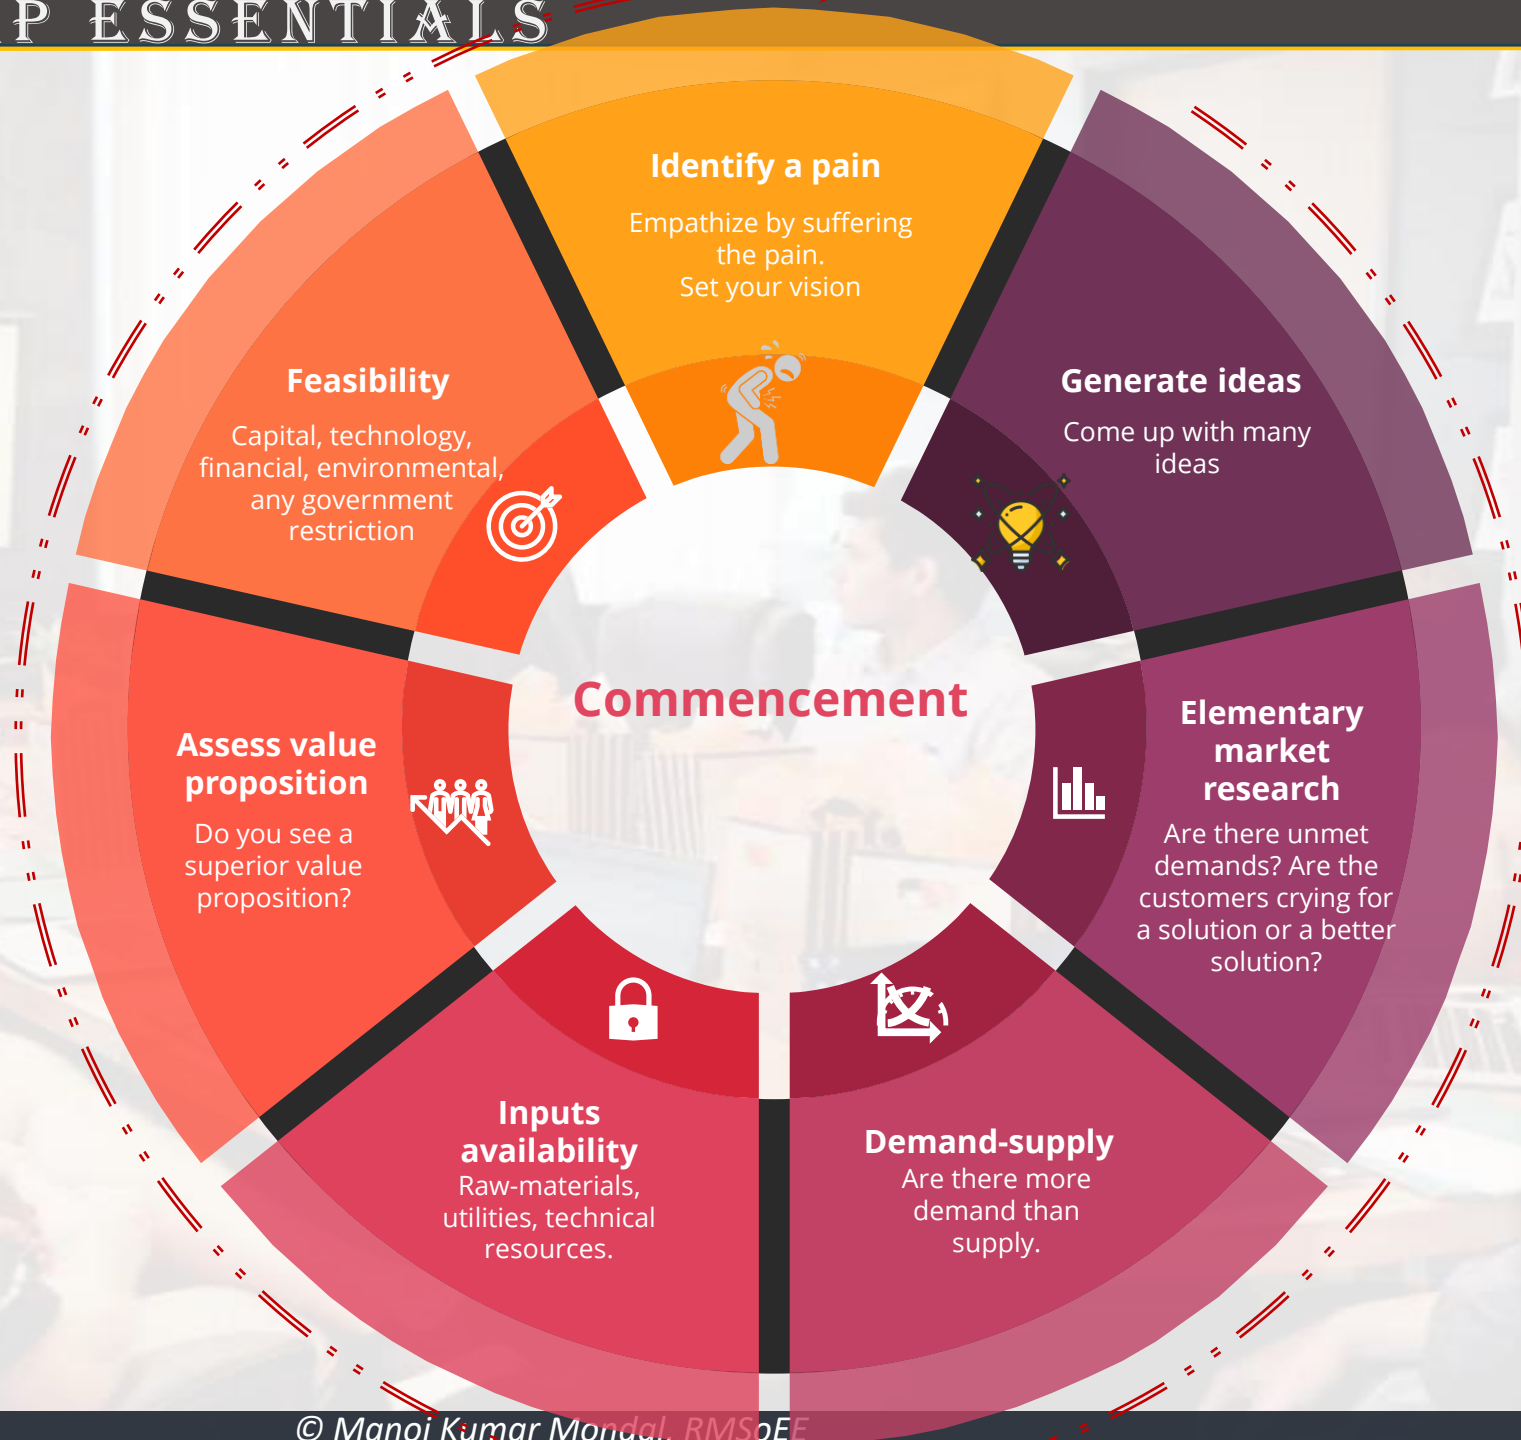 P ESSENTIALS
Identify a pain
Empathize by suffering
the pain.
Set your vision
Generate ideas
Come up with many
ideas
Elementary
market
research
Are there unmet
demands? Are the
customers crying for
a solution or a better
solution?
Demand-supply
Are there more
demand than
supply.
Inputs
availability
Raw-materials,
utilities, technical
resources.
Assess value
proposition
Do you see a
superior value
proposition?
Feasibility
Capital, technology,
financial, environmental,
any government
restriction
Commencement
© Manoj Kumar Mondal, RMSoEE